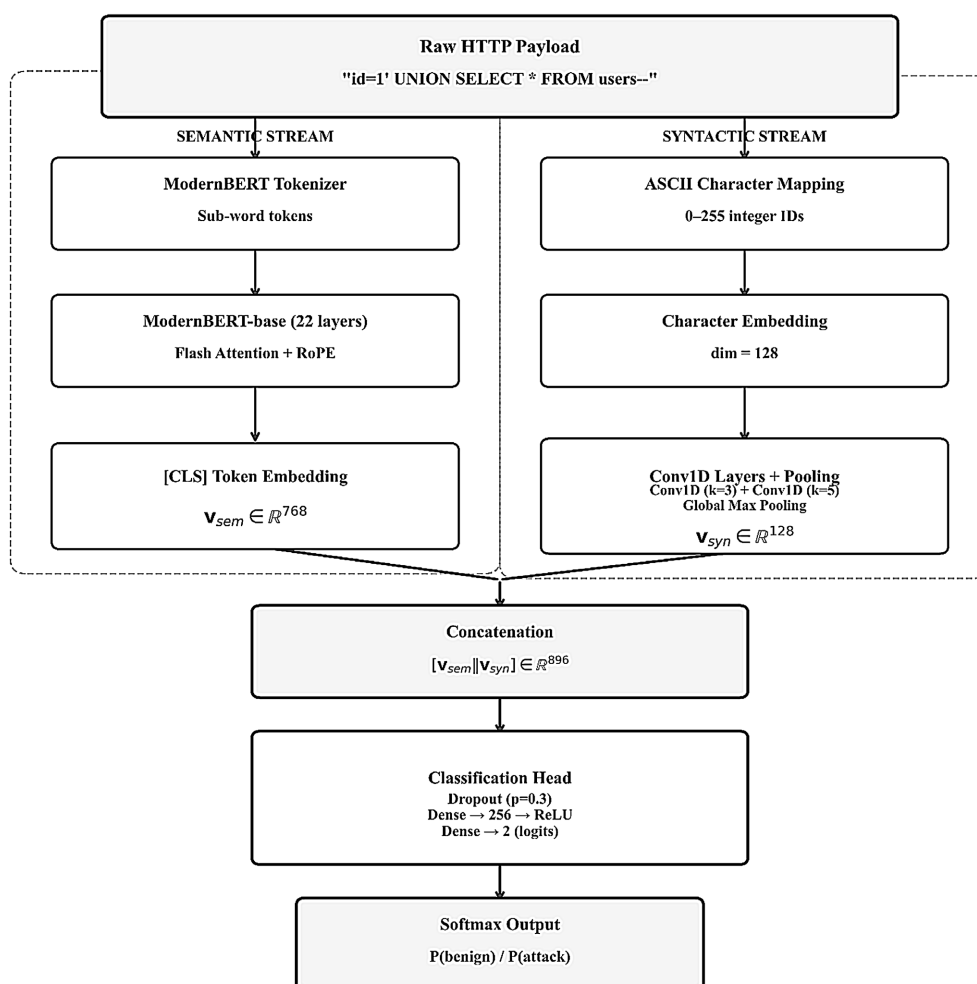 Raw HTTP Payload
"id=1' UNION SELECT * FROM users--"
SEMANTIC STREAM
ModernBERT Tokenizer
Sub-word tokens
ModernBERT-base (22 layers)
Flash Attention + RoPE
[CLS] Token Embedding
v_sem ∈ ℝ^768
SYNTACTIC STREAM
ASCII Character Mapping
0–255 integer IDs
Character Embedding
dim = 128
Conv1D Layers + Pooling
Conv1D (k=3) + Conv1D (k=5)
Global Max Pooling
v_syn ∈ ℝ^128
Concatenation
[v_sem‖v_syn] ∈ ℝ^896
Classification Head
Dropout (p=0.3)
Dense → 256 → ReLU
Dense → 2 (logits)
Softmax Output
P(benign) / P(attack)